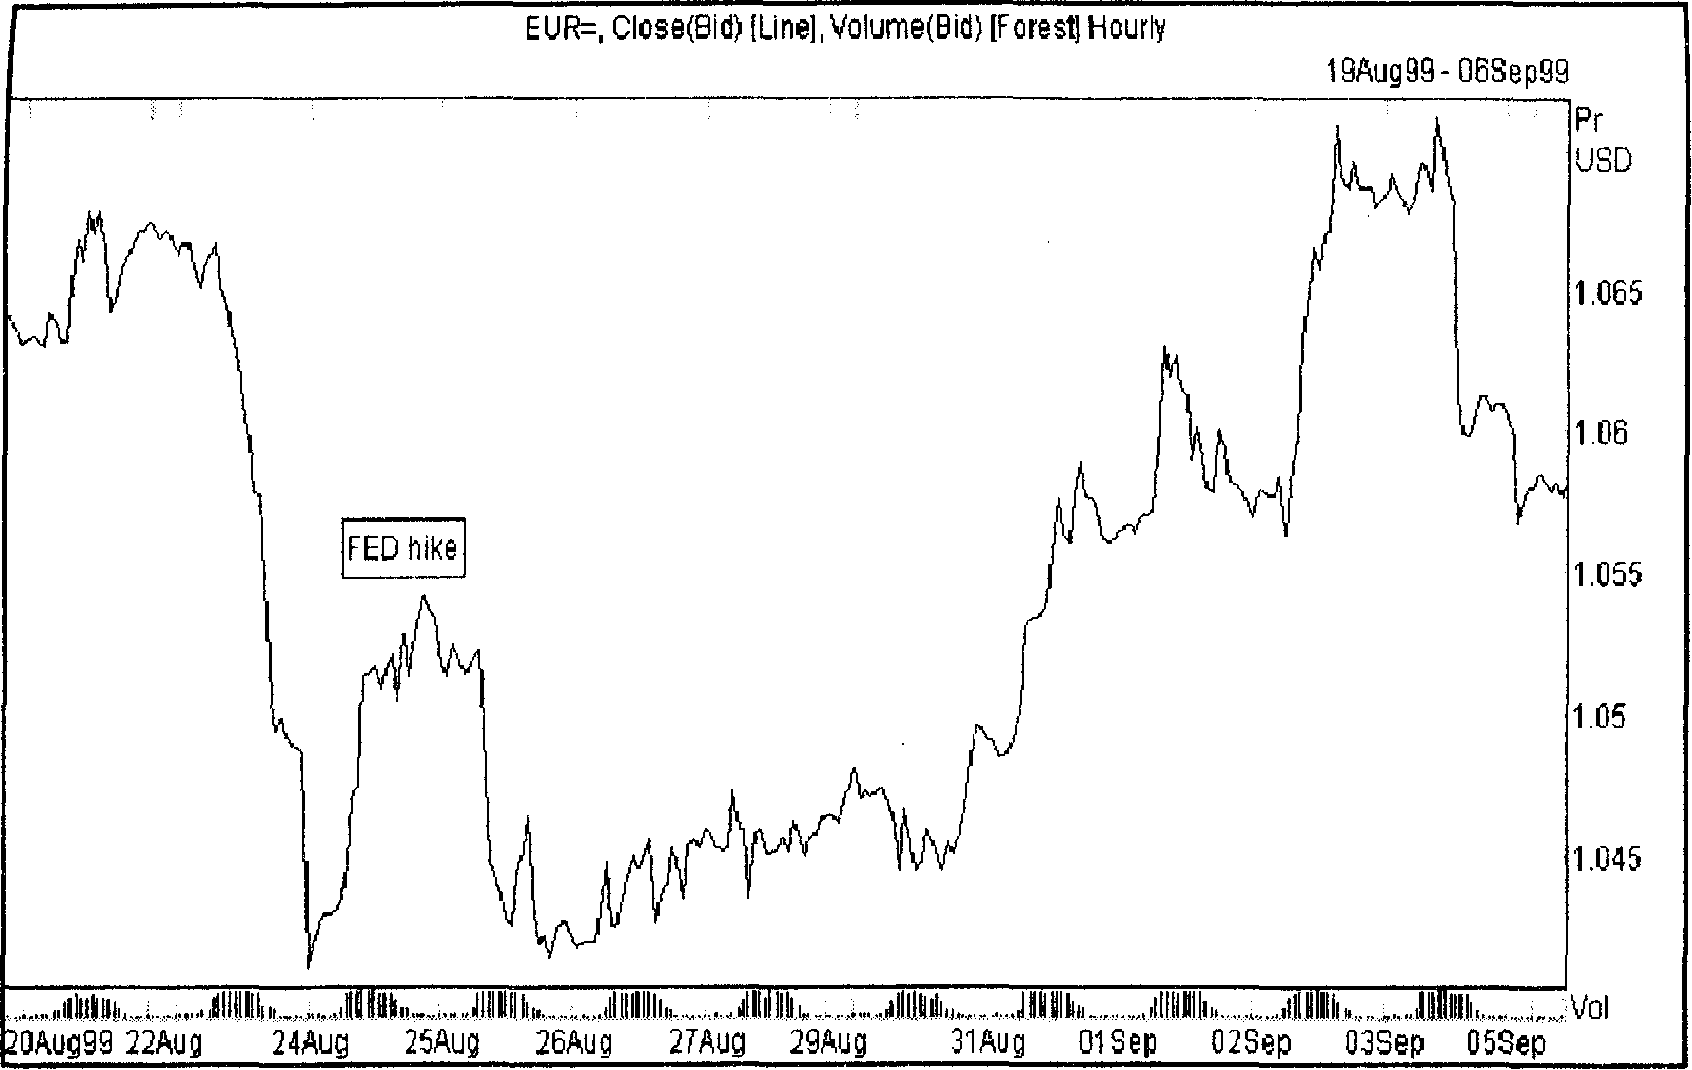 EUR=, Close(Bid) [Line], Volume(Bid) [Forest] Hourly
19Aug99 - 06Sep99
Pr
USD
1.065
1.06
FED hike
1.055
1.05
1.045
Vol
20Aug99 22Aug 24Aug 25Aug 26Aug 27Aug 29Aug 31Aug 01Sep 02Sep 03Sep 05Sep